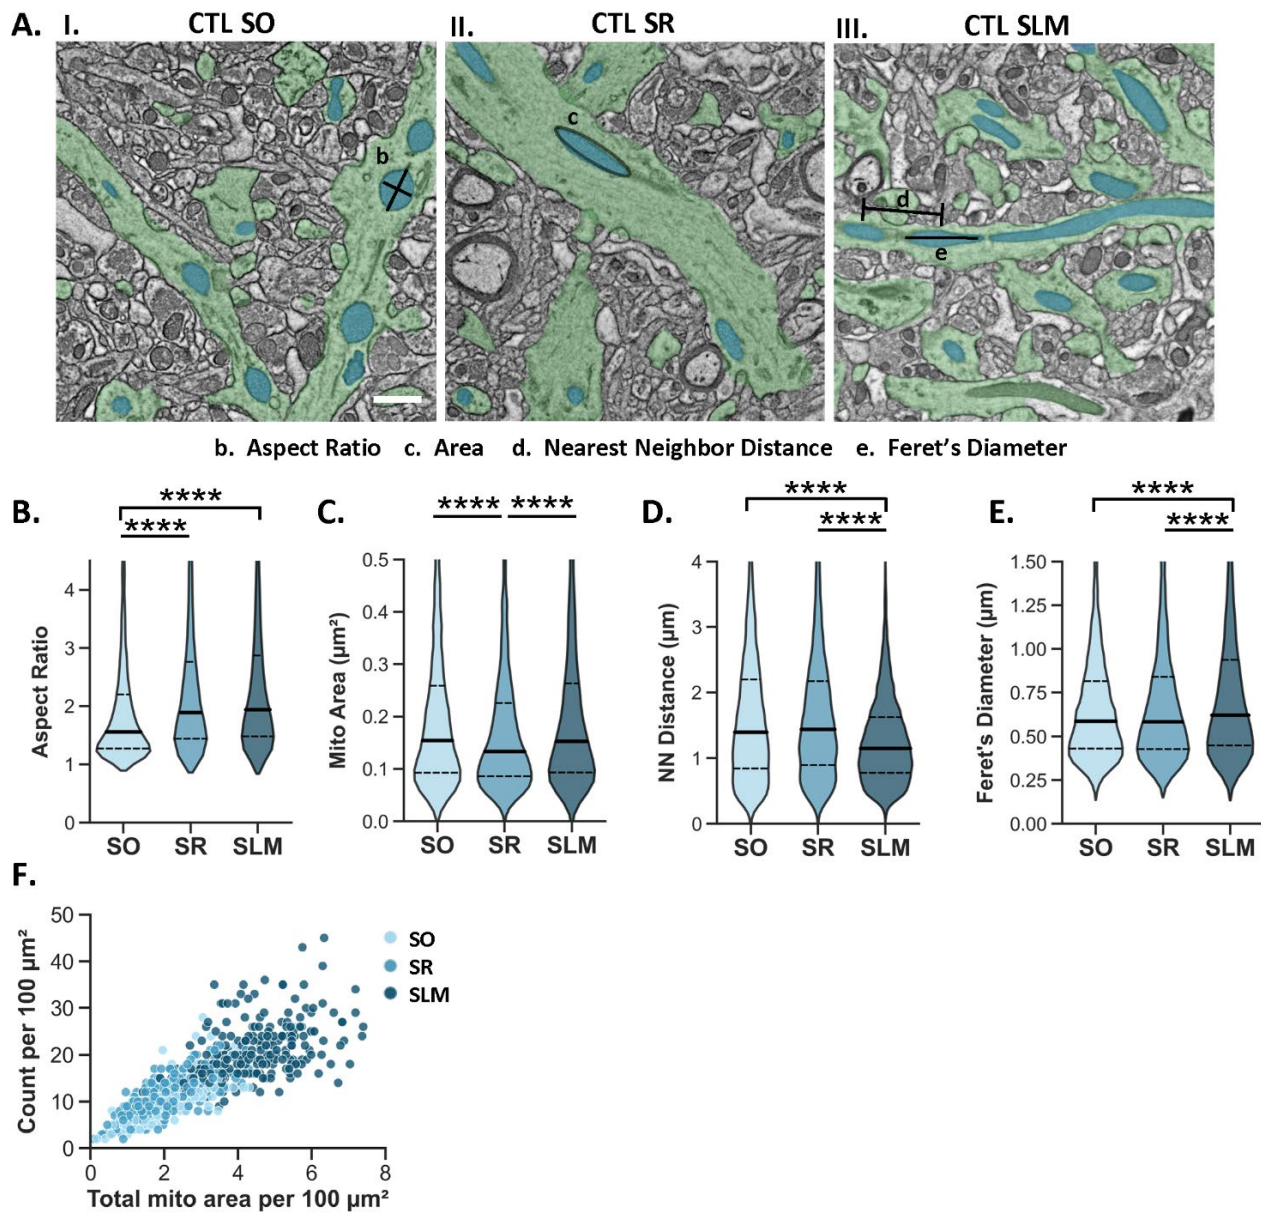 A. I. CTL SO II. CTL SR III. CTL SLM
b
c
d
e
b. Aspect Ratio c. Area d. Nearest Neighbor Distance e. Feret's Diameter
B.
****
****
Aspect Ratio
4
3
2
1
0
SO SR SLM
C.
**** ****
Mito Area (µm²)
0.5
0.4
0.3
0.2
0.1
0.0
SO SR SLM
D.
****
****
NN Distance (µm)
4
3
2
1
0
SO SR SLM
E.
****
****
Feret's Diameter (µm)
1.50
1.25
1.00
0.75
0.50
0.25
0.00
SO SR SLM
F.
Count per 100 µm²
50
40
30
20
10
0
0 2 4 6 8
Total mito area per 100 µm²
SO
SR
SLM